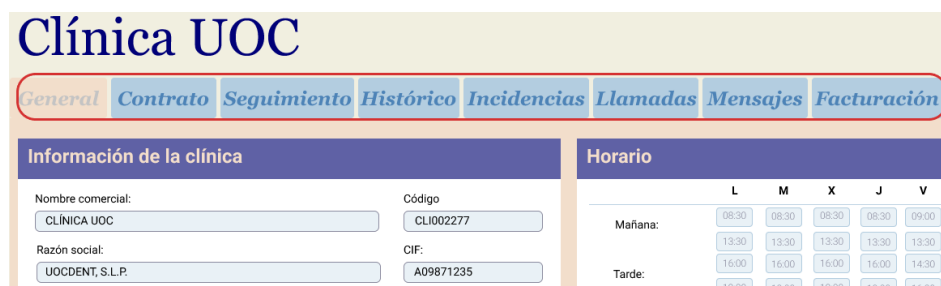 Clínica UOC
General Contrato Seguimiento Histórico Incidencias Llamadas Mensajes Facturación
Información de la clínica
Nombre comercial: Código
CLÍNICA UOC CLI002277
Razón social: CIF:
UOCDENT, S.L.P. A09871235
Horario
L M X J V
Mañana: 08:30 08:30 08:30 08:30 09:00
13:30 13:30 13:30 13:30 13:30
Tarde: 16:00 16:00 16:00 16:00 14:30